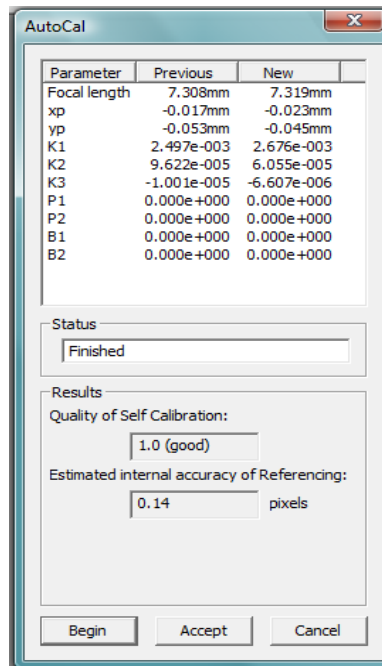 AutoCal
Parameter Previous New
Focal length 7.308mm 7.319mm
xp -0.017mm -0.023mm
yp -0.053mm -0.045mm
K1 2.497e-003 2.676e-003
K2 9.622e-005 6.055e-005
K3 -1.001e-005 -6.607e-006
P1 0.000e+000 0.000e+000
P2 0.000e+000 0.000e+000
B1 0.000e+000 0.000e+000
B2 0.000e+000 0.000e+000
Status
Finished
Results
Quality of Self Calibration:
1.0 (good)
Estimated internal accuracy of Referencing:
0.14 pixels
Begin Accept Cancel